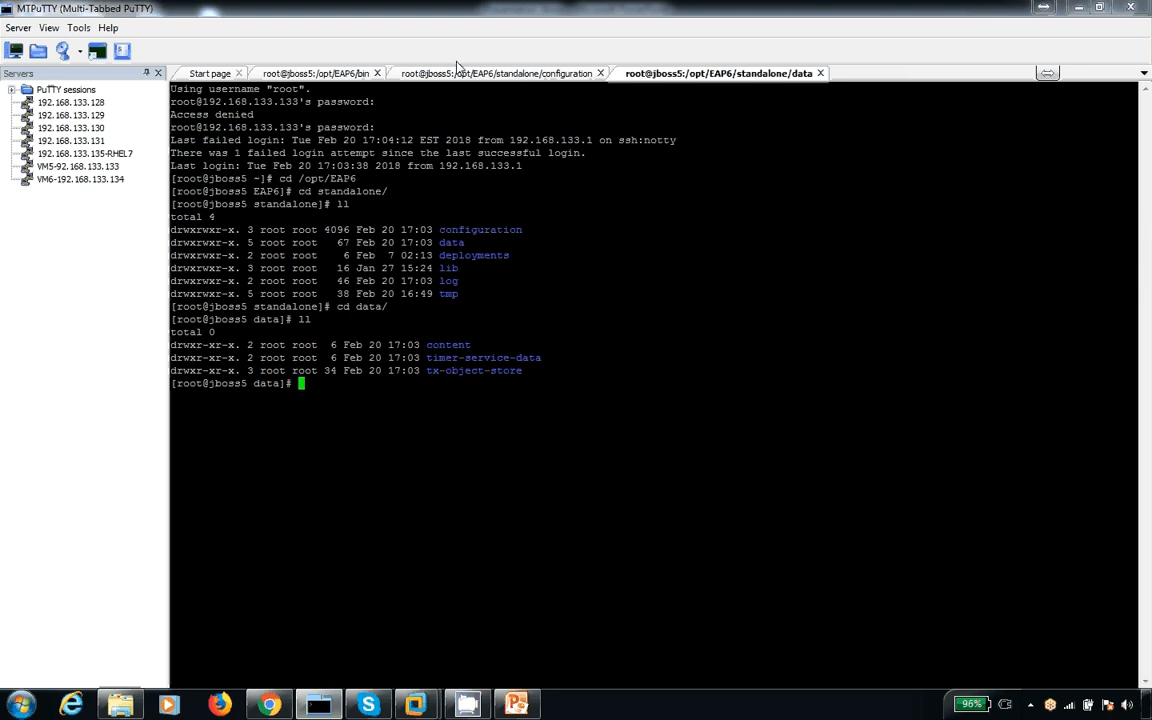 MTPuTTY (Multi-Tabbed PuTTY)
Server View Tools Help
Servers
Start page root@jboss5:/opt/EAP6/bin root@jboss5:/opt/EAP6/standalone/configuration root@jboss5:/opt/EAP6/standalone/data
PuTTY sessions
192.168.133.128
192.168.133.129
192.168.133.130
192.168.133.131
192.168.133.135-RHEL7
VM5-92.168.133.133
VM6-192.168.133.134
Using username "root".
root@192.168.133.133's password:
Access denied
root@192.168.133.133's password:
Last failed login: Tue Feb 20 17:04:12 EST 2018 from 192.168.133.1 on ssh:notty
There was 1 failed login attempt since the last successful login.
Last login: Tue Feb 20 17:03:38 2018 from 192.168.133.1
[root@jboss5 ~]# cd /opt/EAP6
[root@jboss5 EAP6]# cd standalone/
[root@jboss5 standalone]# ll
total 4
drwxrwxr-x. 3 root root 4096 Feb 20 17:03 configuration
drwxrwxr-x. 5 root root   67 Feb 20 17:03 data
drwxrwxr-x. 2 root root    6 Feb  7 02:13 deployments
drwxrwxr-x. 3 root root   16 Jan 27 15:24 lib
drwxrwxr-x. 2 root root   46 Feb 20 17:03 log
drwxrwxr-x. 5 root root   38 Feb 20 16:49 tmp
[root@jboss5 standalone]# cd data/
[root@jboss5 data]# ll
total 0
drwxr-xr-x. 2 root root  6 Feb 20 17:03 content
drwxr-xr-x. 2 root root  6 Feb 20 17:03 timer-service-data
drwxr-xr-x. 3 root root 34 Feb 20 17:03 tx-object-store
[root@jboss5 data]#
96%